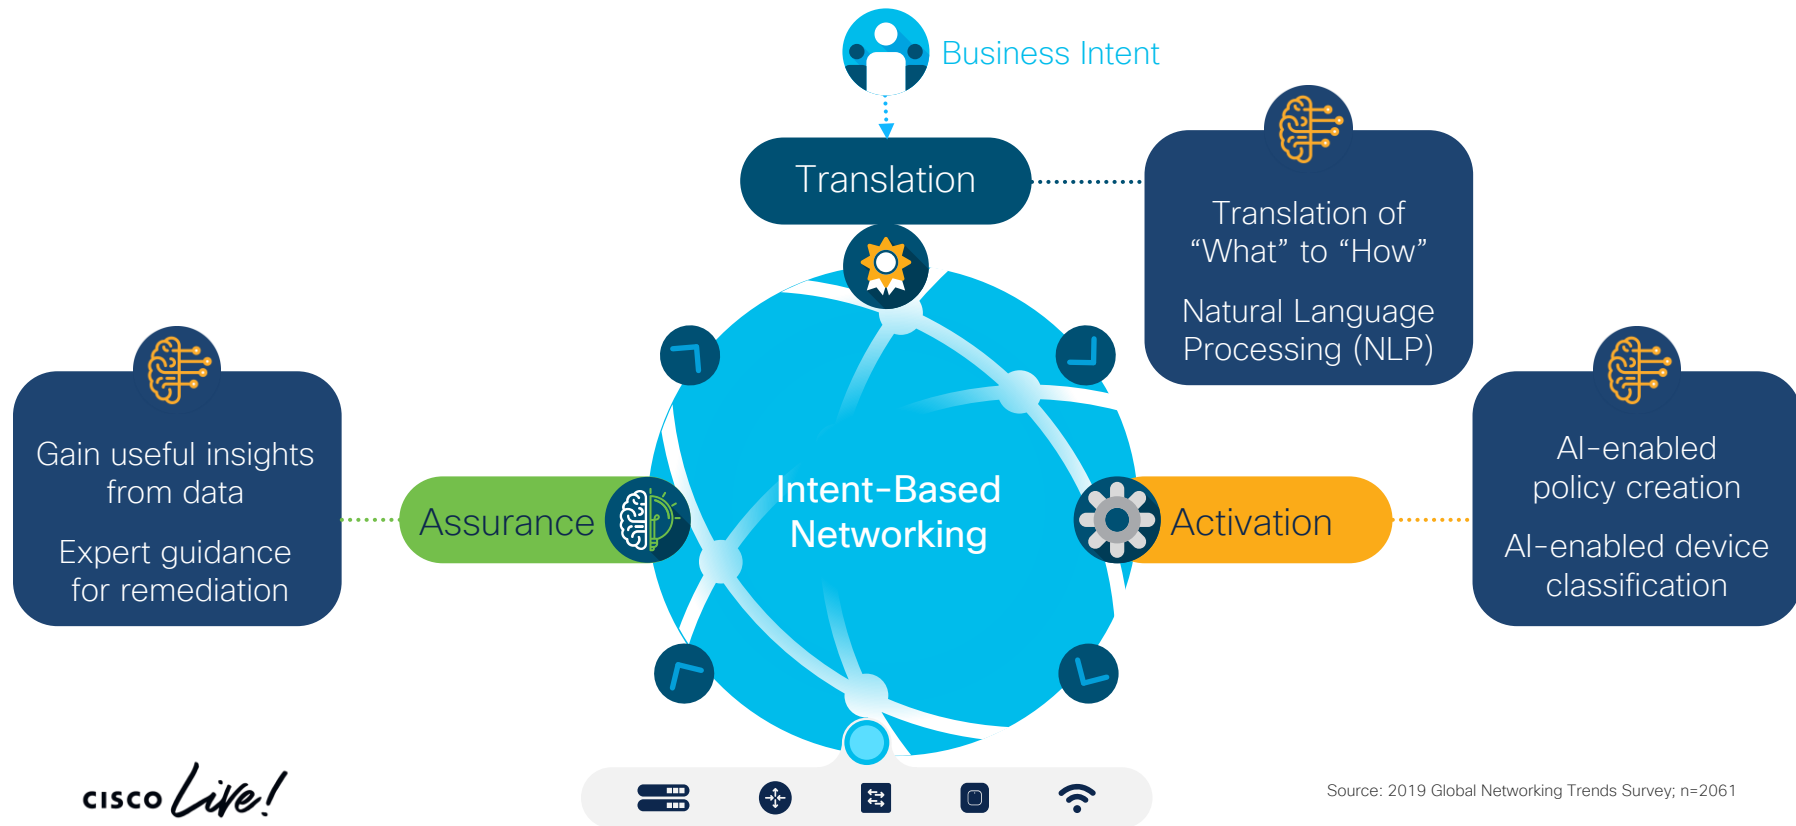 Business Intent
Translation
Translation of
“What” to “How”
Natural Language
Processing (NLP)
Gain useful insights
from data
Expert guidance
for remediation
Assurance
Intent-Based
Networking
Activation
AI-enabled
policy creation
AI-enabled device
classification
CISCO Live!
Source: 2019 Global Networking Trends Survey; n=2061